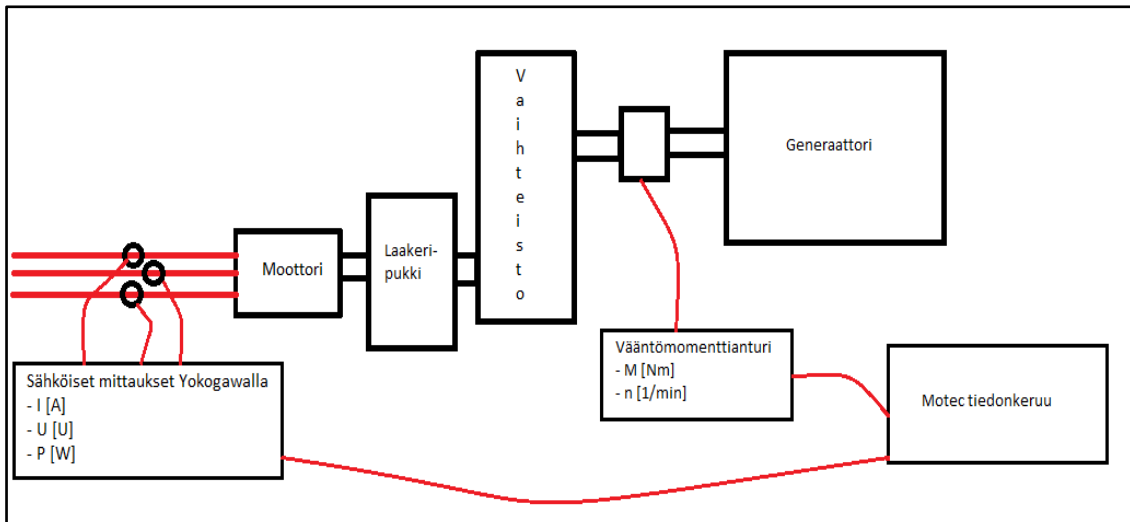 V
a
i
h
t
e
i
s
t
o
Generaattori
Laakeri-
pukki
Moottori
Sähköiset mittaukset Yokogawalla
- I [A]
- U [U]
- P [W]
Vääntömomenttianturi
- M [Nm]
- n [1/min]
Motec tiedonkeruu